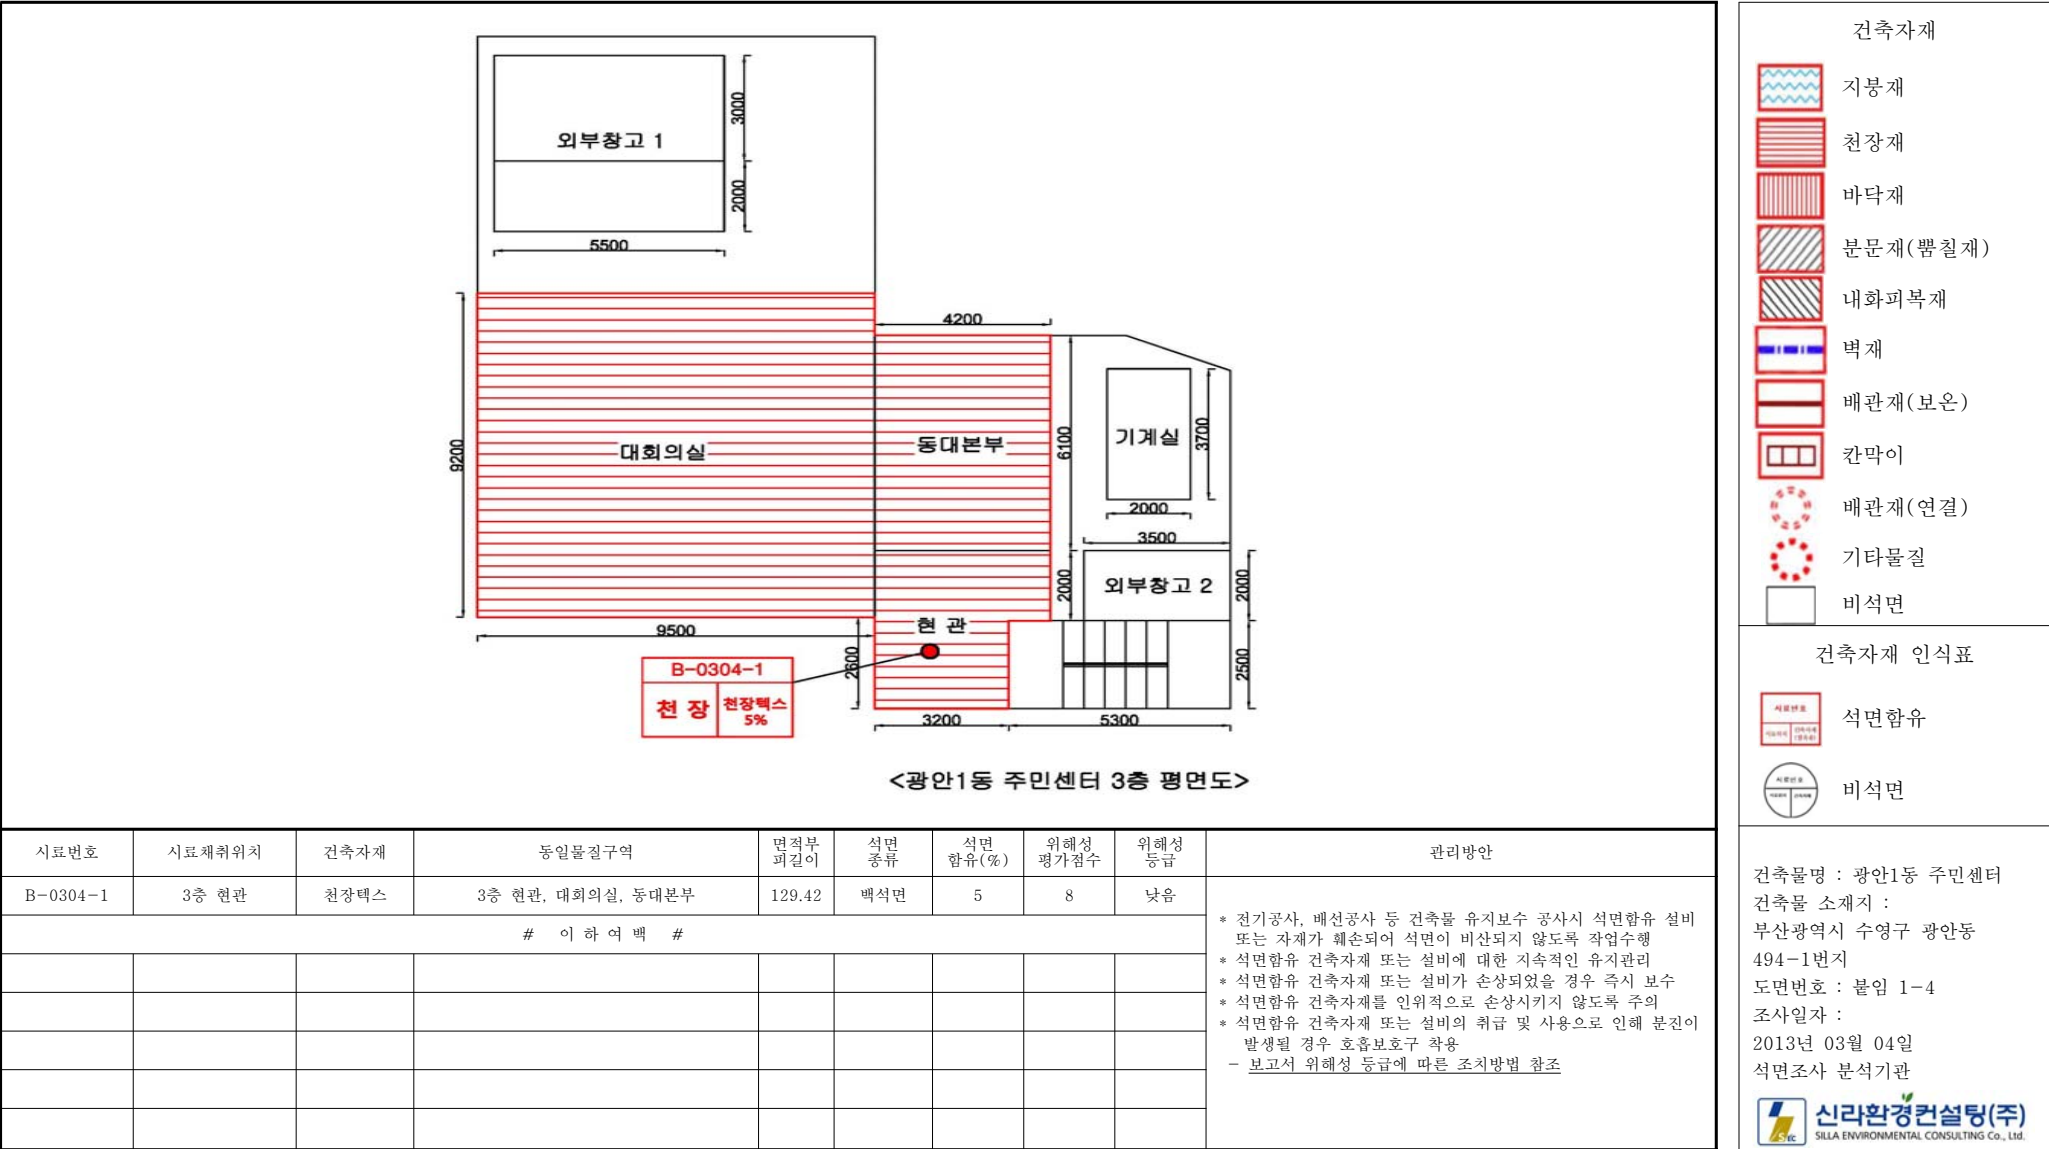 외부창고 1
3000
2000
5500
9200
4200
대회의실
동대본부
6100
기계실
3700
2000
3500
2000
외부창고 2
2000
현 관
9500
2600
2500
B-0304-1
천 장
천장텍스
5%
3200
5300
<광안1동 주민센터 3층 평면도>
시료번호
시료채취위치
건축자재
동일물질구역
면적부
피길이
석면
종류
석면
함유(%)
위해성
평가점수
위해성
등급
관리방안
B-0304-1
3층 현관
천장텍스
3층 현관, 대회의실, 동대본부
129.42
백석면
5
8
낮음
# 이 하 여 백 #
* 전기공사, 배선공사 등 건축물 유지보수 공사시 석면함유 설비
또는 자재가 훼손되어 석면이 비산되지 않도록 작업수행
* 석면함유 건축자재 또는 설비에 대한 지속적인 유지관리
* 석면함유 건축자재 또는 설비가 손상되었을 경우 즉시 보수
* 석면함유 건축자재를 인위적으로 손상시키지 않도록 주의
* 석면함유 건축자재 또는 설비의 취급 및 사용으로 인해 분진이
발생될 경우 호흡보호구 착용
- 보고서 위해성 등급에 따른 조치방법 참조
건축자재
지붕재
천장재
바닥재
분문재(뿜칠재)
내화피복재
벽재
배관재(보온)
칸막이
배관재(연결)
기타물질
비석면
건축자재 인식표
시료번호
석면함유
시료번호
비석면
건축물명 : 광안1동 주민센터
건축물 소재지 :
부산광역시 수영구 광안동
494-1번지
도면번호 : 붙임 1-4
조사일자 :
2013년 03월 04일
석면조사 분석기관
SEC
신라환경컨설팅(주)
SILLA ENVIRONMENTAL CONSULTING Co., Ltd.